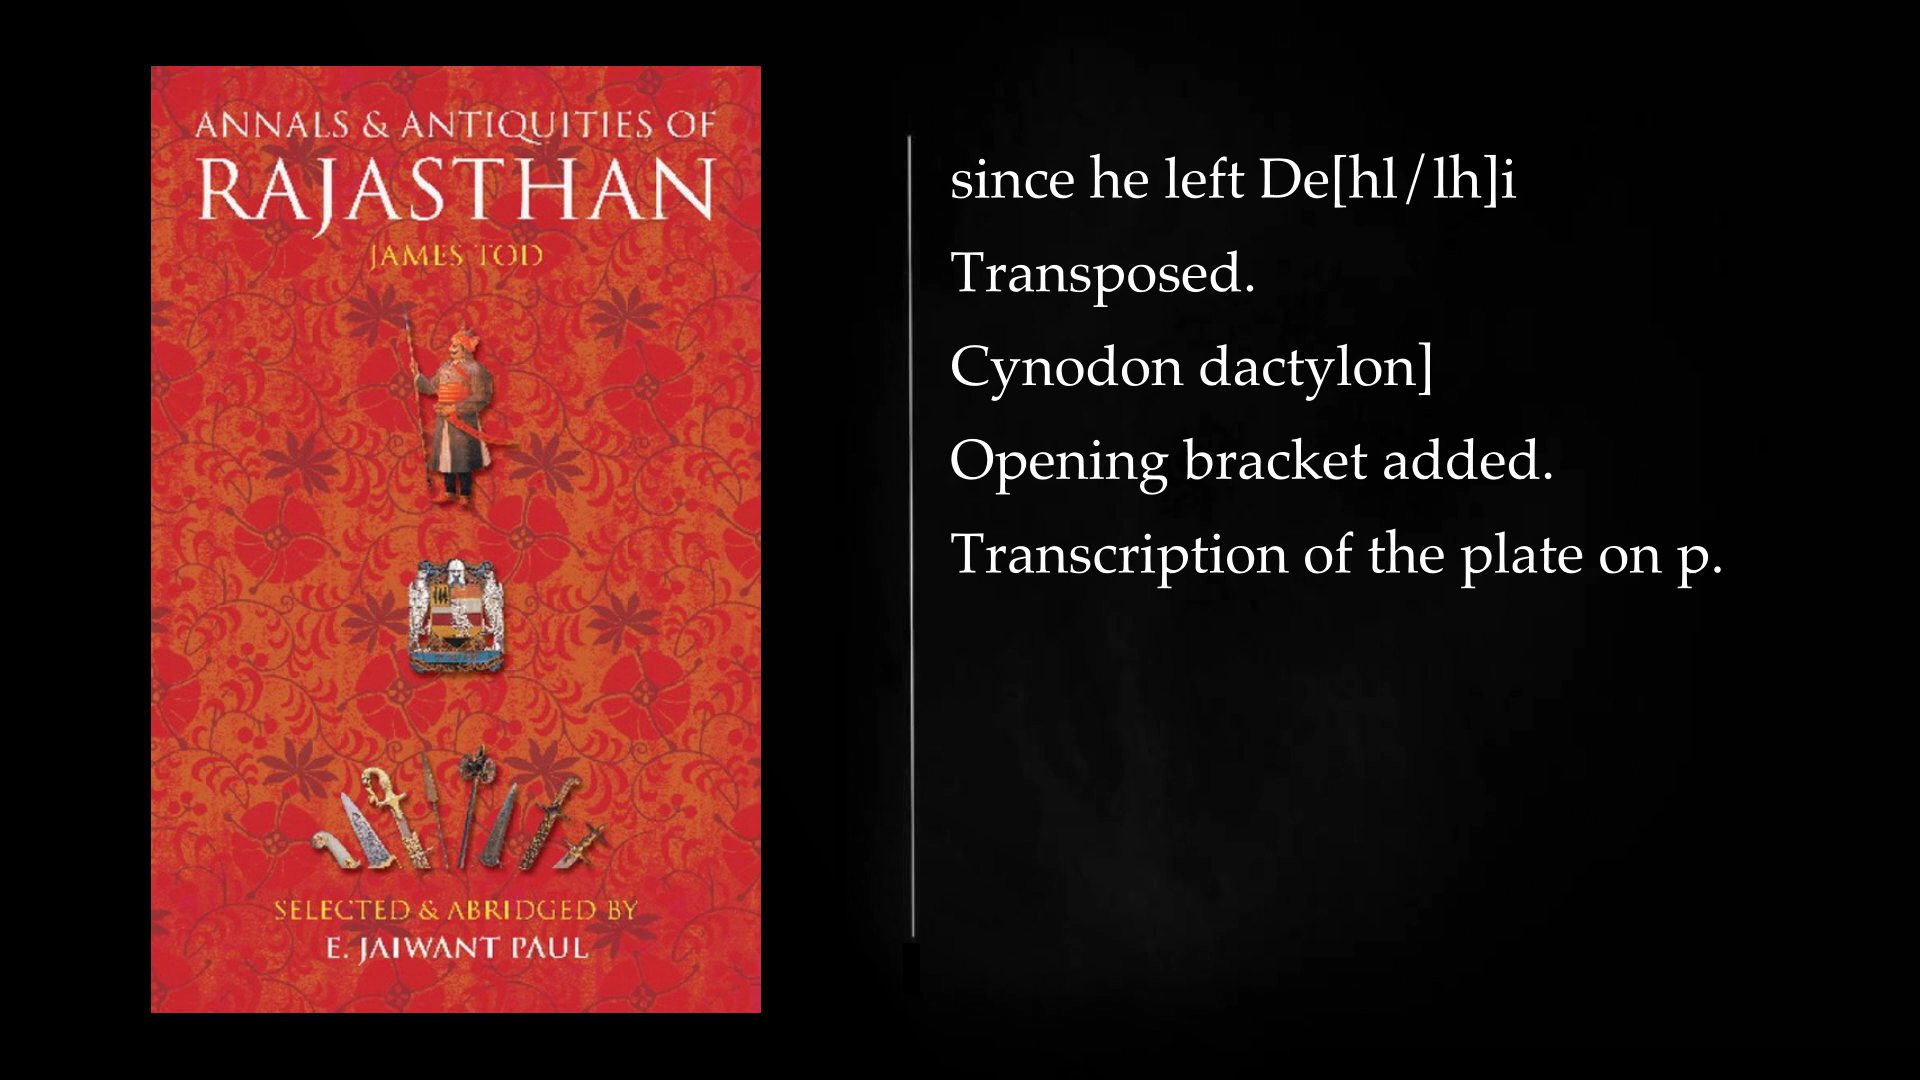 ANNALS & ANTIQUITIES OF
RAJASTHAN
JAMES TOD
SELECTED & ABRIDGED BY
E. JAIWANT PAUL
since he left De[hl/lh]i
Transposed.
Cynodon dactylon]
Opening bracket added.
Transcription of the plate on p.